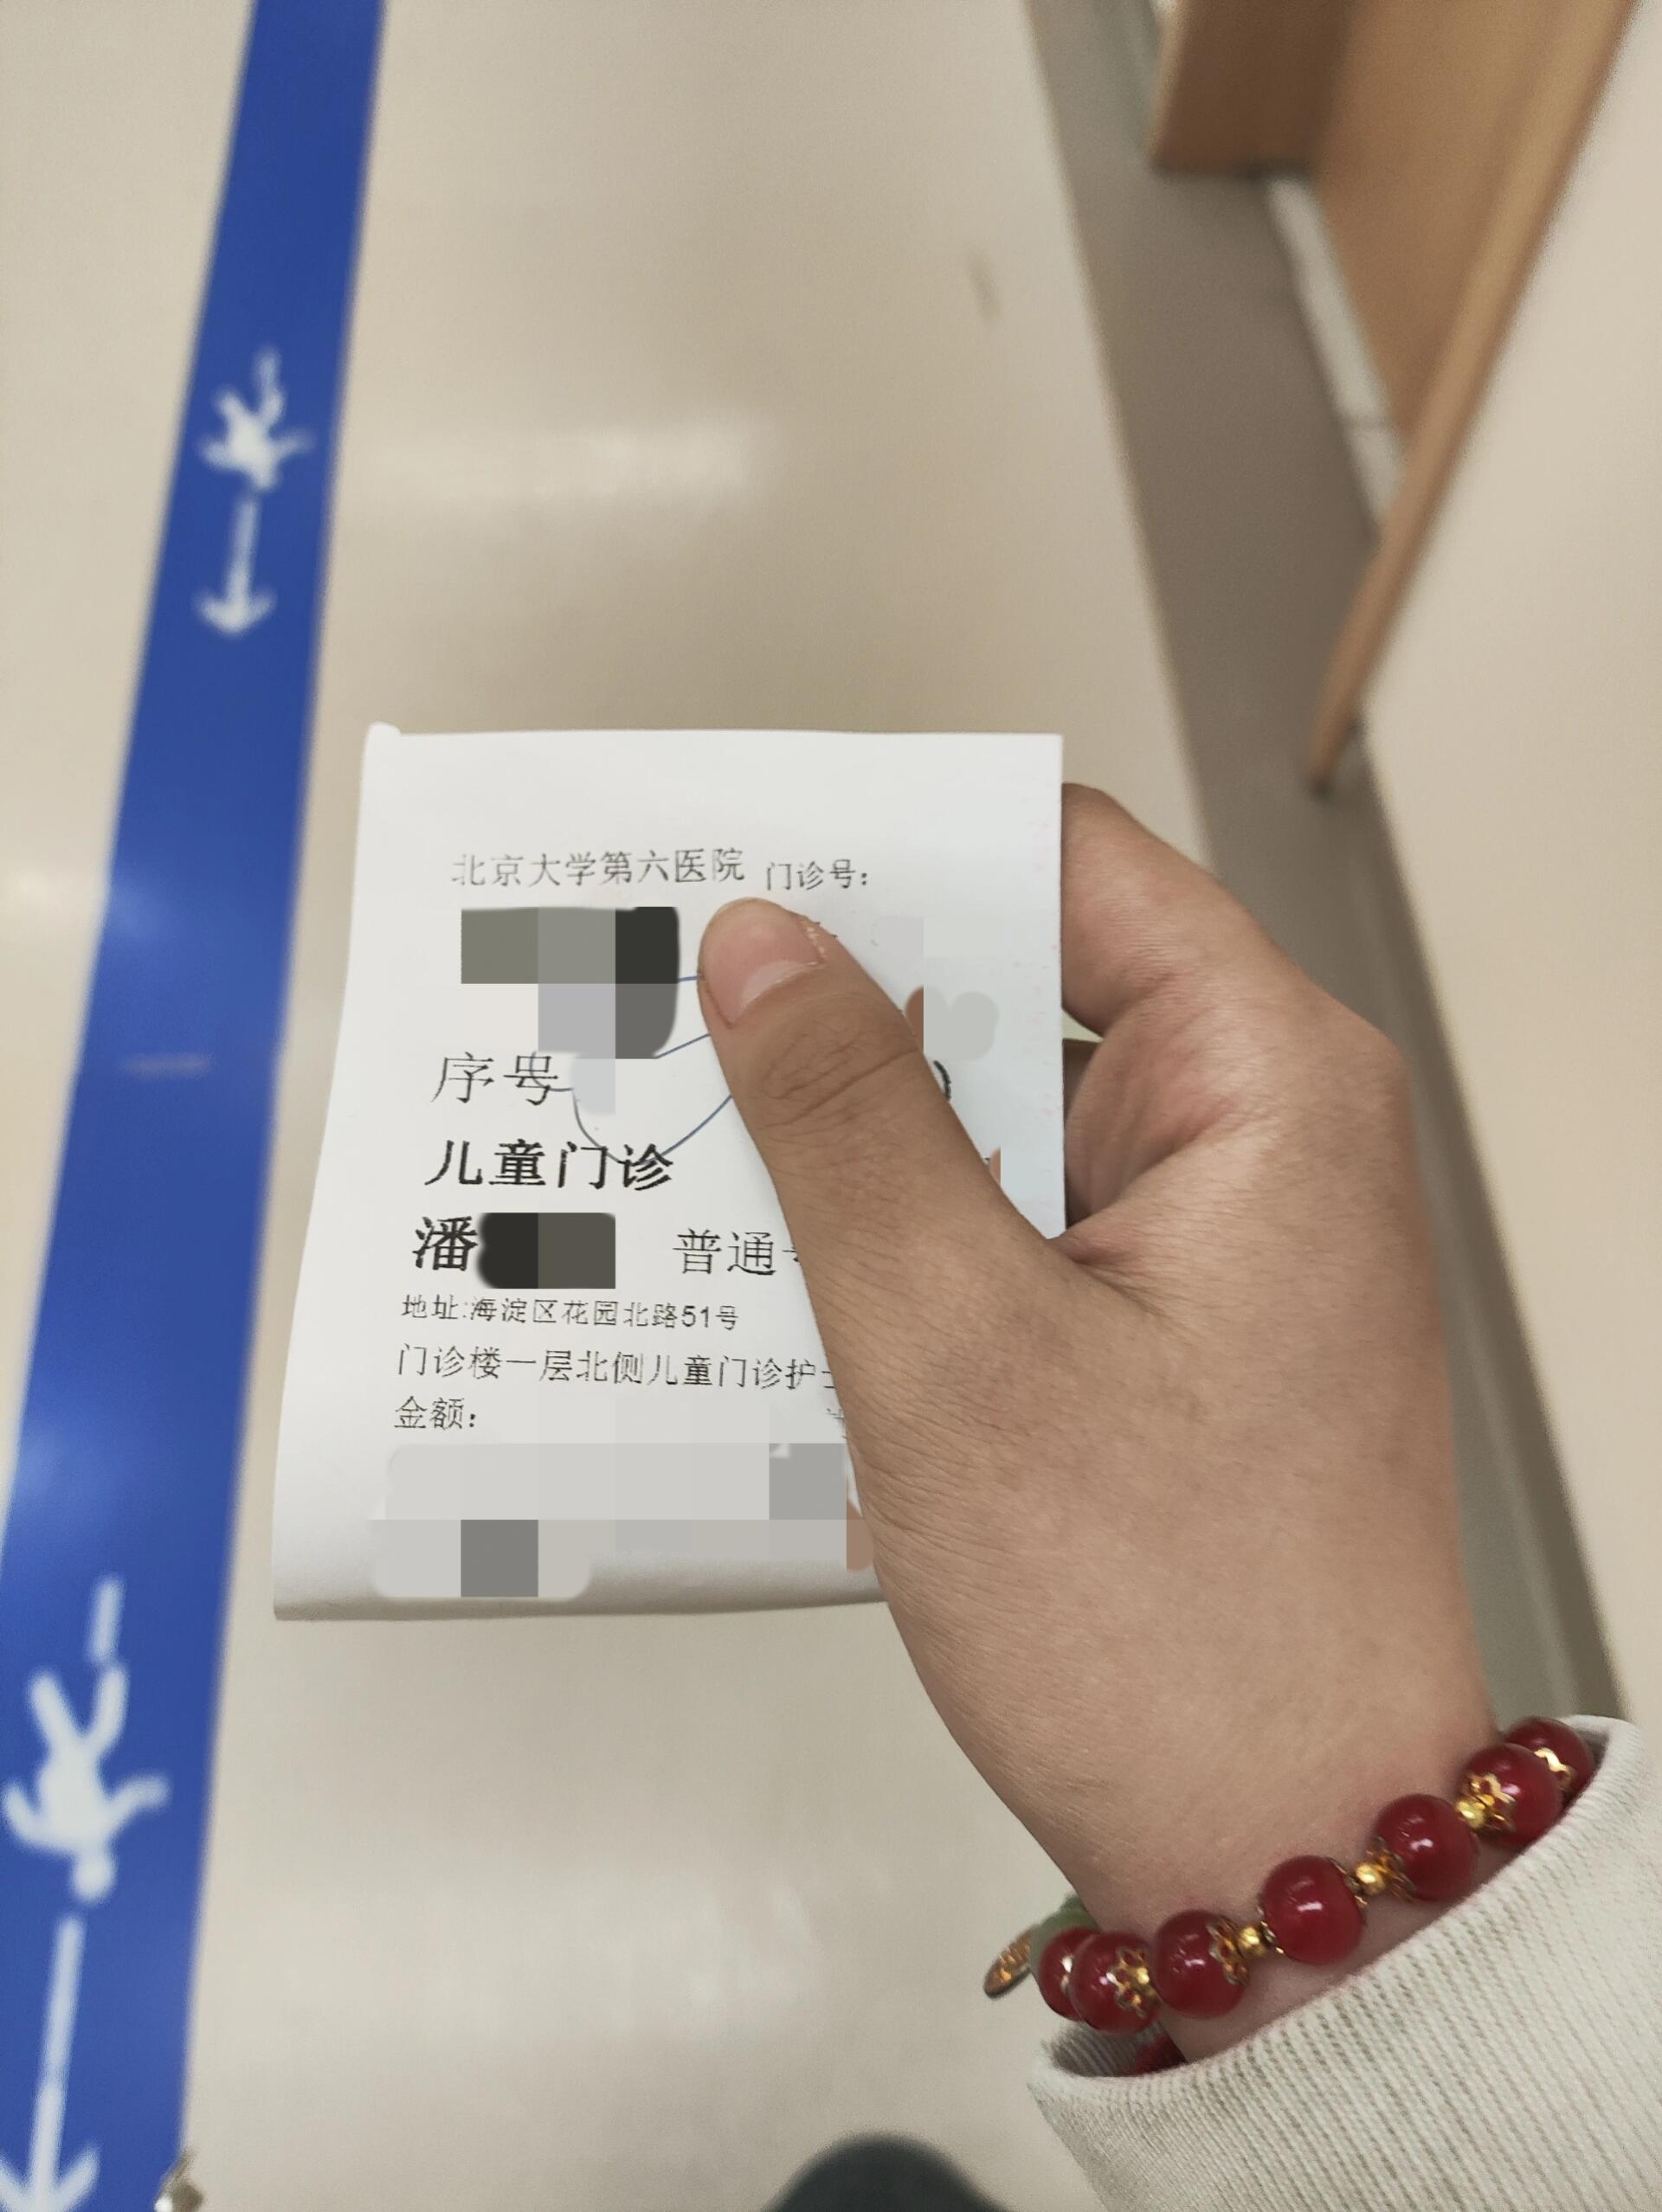 北京大学第六医院 门诊号:
序号
儿童门诊
潘 普通
地址:海淀区花园北路51号
门诊楼一层北侧儿童门诊护
金额: